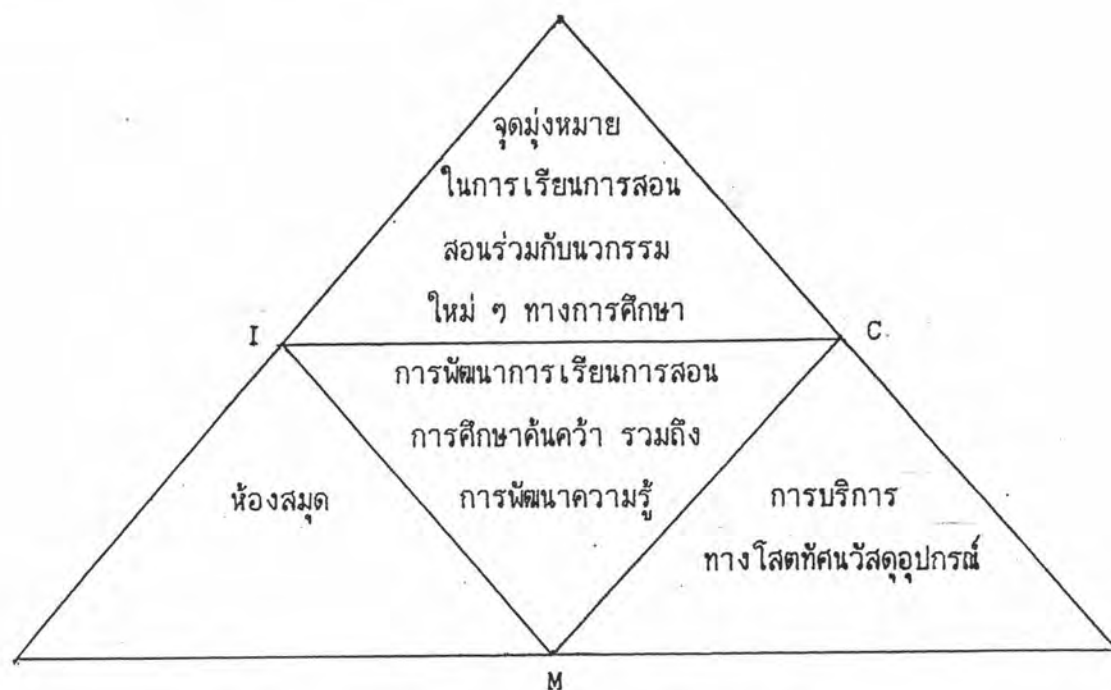 จุดมุ่งหมาย
ในการเรียนการสอน
สอนร่วมกับนวกรรม
ใหม่ ๆ ทางการศึกษา
I
C.
การพัฒนาการเรียนการสอน
การศึกษาค้นคว้า รวมถึง
การพัฒนาความรู้
ห้องสมุด
การบริการ
ทางโสตทัศนวัสดุอุปกรณ์
M